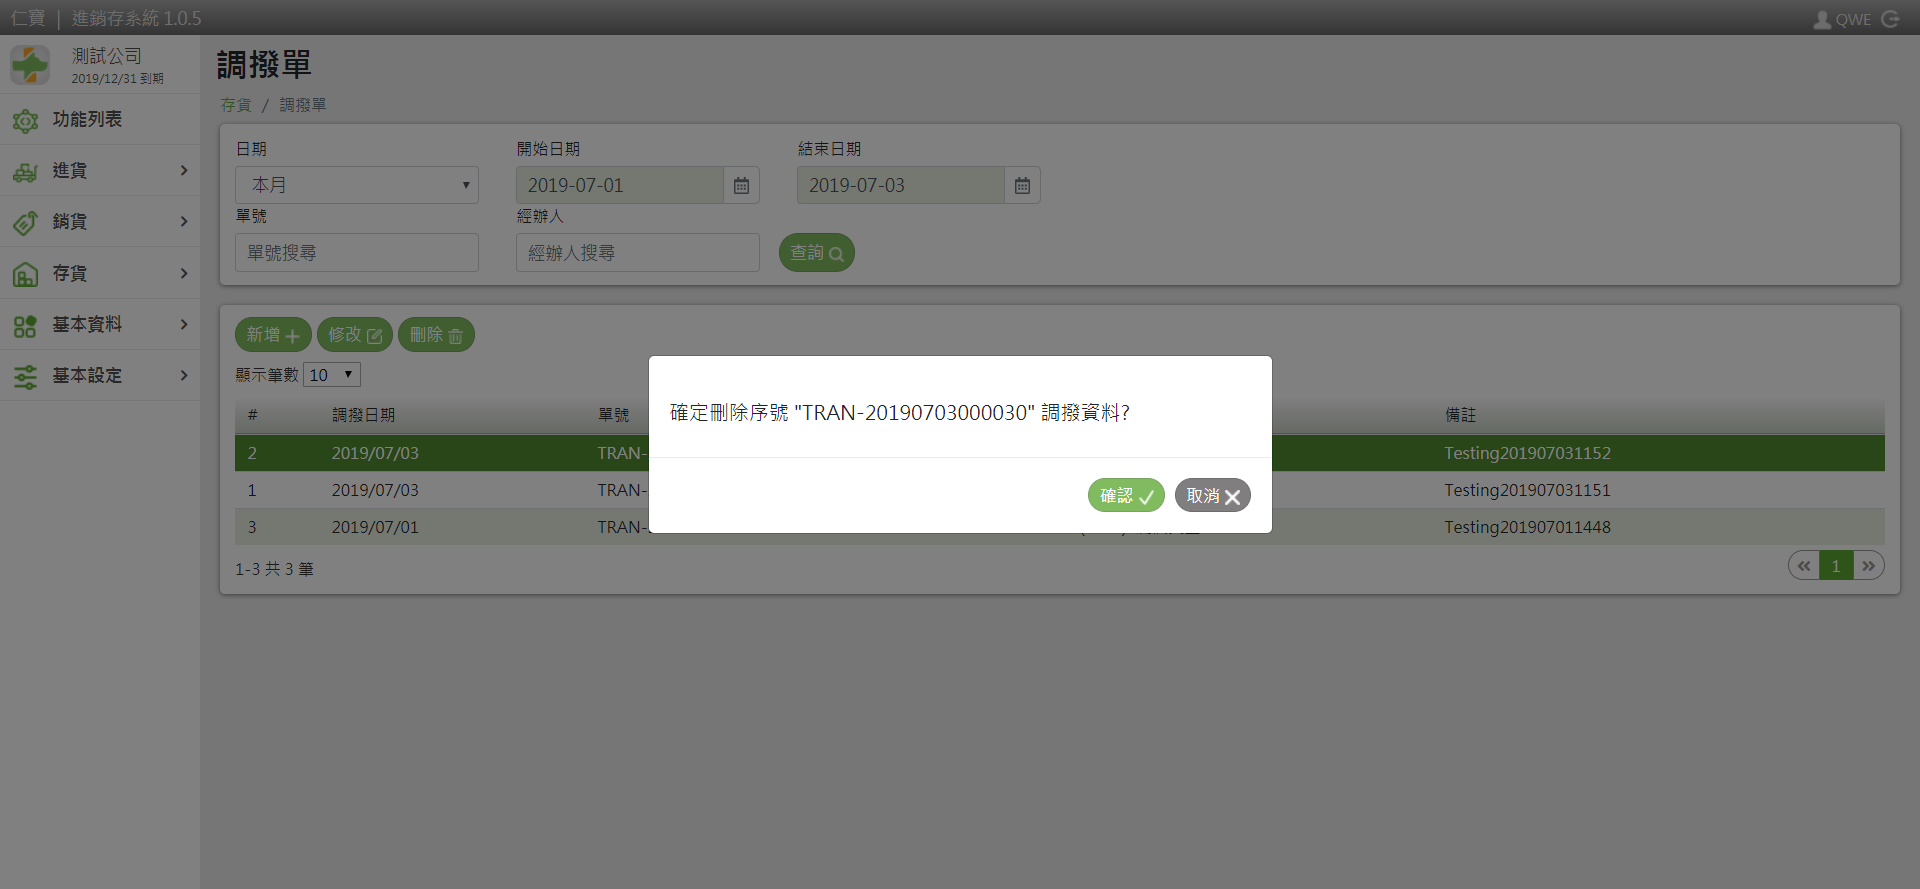 仁寶 | 進銷存系統 1.0.5
QWE
測試公司
2019/12/31 到期
功能列表
進貨
銷貨
存貨
基本資料
基本設定
調撥單
存貨 / 調撥單
日期 開始日期 結束日期
本月 2019-07-01 2019-07-03
單號 經辦人
單號搜尋 經辦人搜尋 查詢
新增 修改 刪除
顯示筆數 10
# 調撥日期 單號 備註
2 2019/07/03 TRAN- Testing201907031152
1 2019/07/03 TRAN- Testing201907031151
3 2019/07/01 TRAN- Testing201907011448
1-3 共 3 筆
« 1 »
確定刪除序號 "TRAN-20190703000030" 調撥資料?
確認 取消